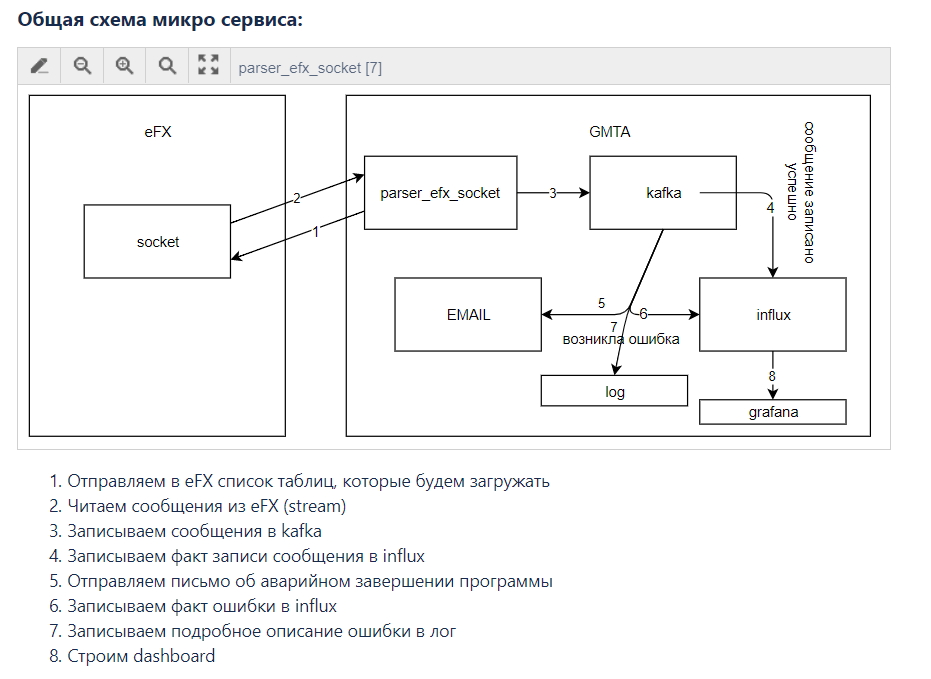 Общая схема микро сервиса:
parser_efx_socket [7]
eFX
GMTA
сообщение записано
успешно
parser_efx_socket
kafka
2
3
4
1
socket
EMAIL
5
6
influx
7
возникла ошибка
8
log
grafana
1. Отправляем в eFX список таблиц, которые будем загружать
2. Читаем сообщения из eFX (stream)
3. Записываем сообщения в kafka
4. Записываем факт записи сообщения в influx
5. Отправляем письмо об аварийном завершении программы
6. Записываем факт ошибки в influx
7. Записываем подробное описание ошибки в лог
8. Строим dashboard